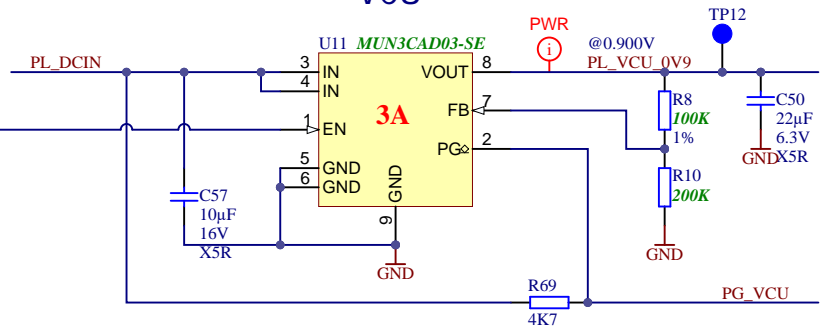 TP12
PWR
i
U11 MUN3CAD03-SE
@0.900V
PL_DCIN
PL_VCU_0V9
3 IN
VOUT 8
4 IN
R8
C50
3A
FB 7
100K
22µF
1 EN
1%
6.3V
PG 2
GND
X5R
5 GND
R10
6 GND
GND
200K
C57
10µF
9
16V
X5R
GND
GND
R69
PG_VCU
4K7